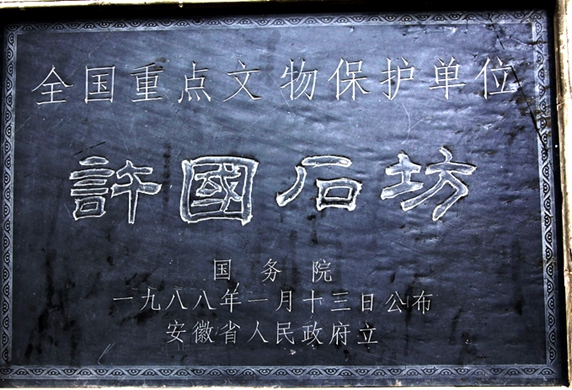 全国重点文物保护单位
許國石坊
国务院
一九八八年一月十三日公布
安徽省人民政府立